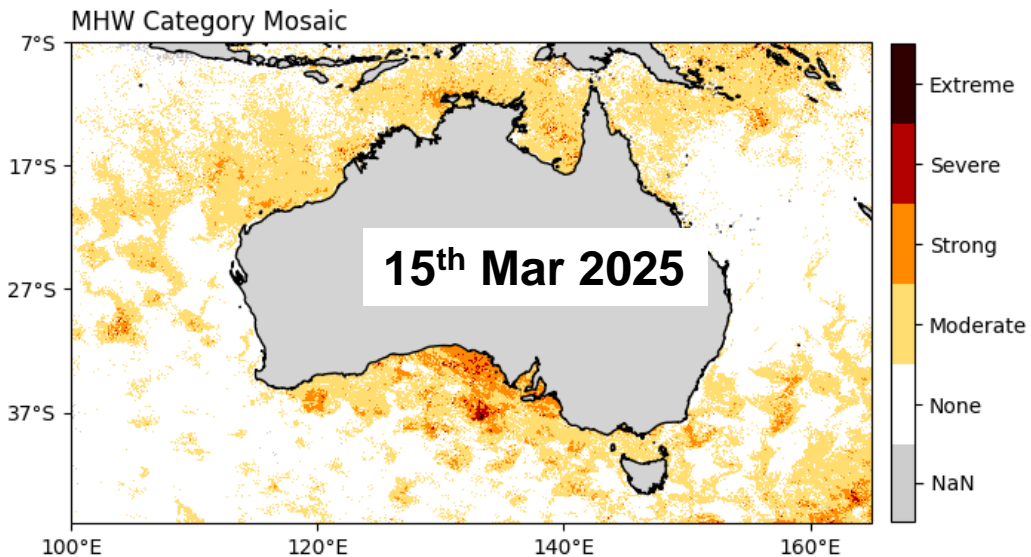 MHW Category Mosaic
7°S
17°S
27°S
37°S
100°E
120°E
140°E
160°E
15th Mar 2025
Extreme
Severe
Strong
Moderate
None
NaN